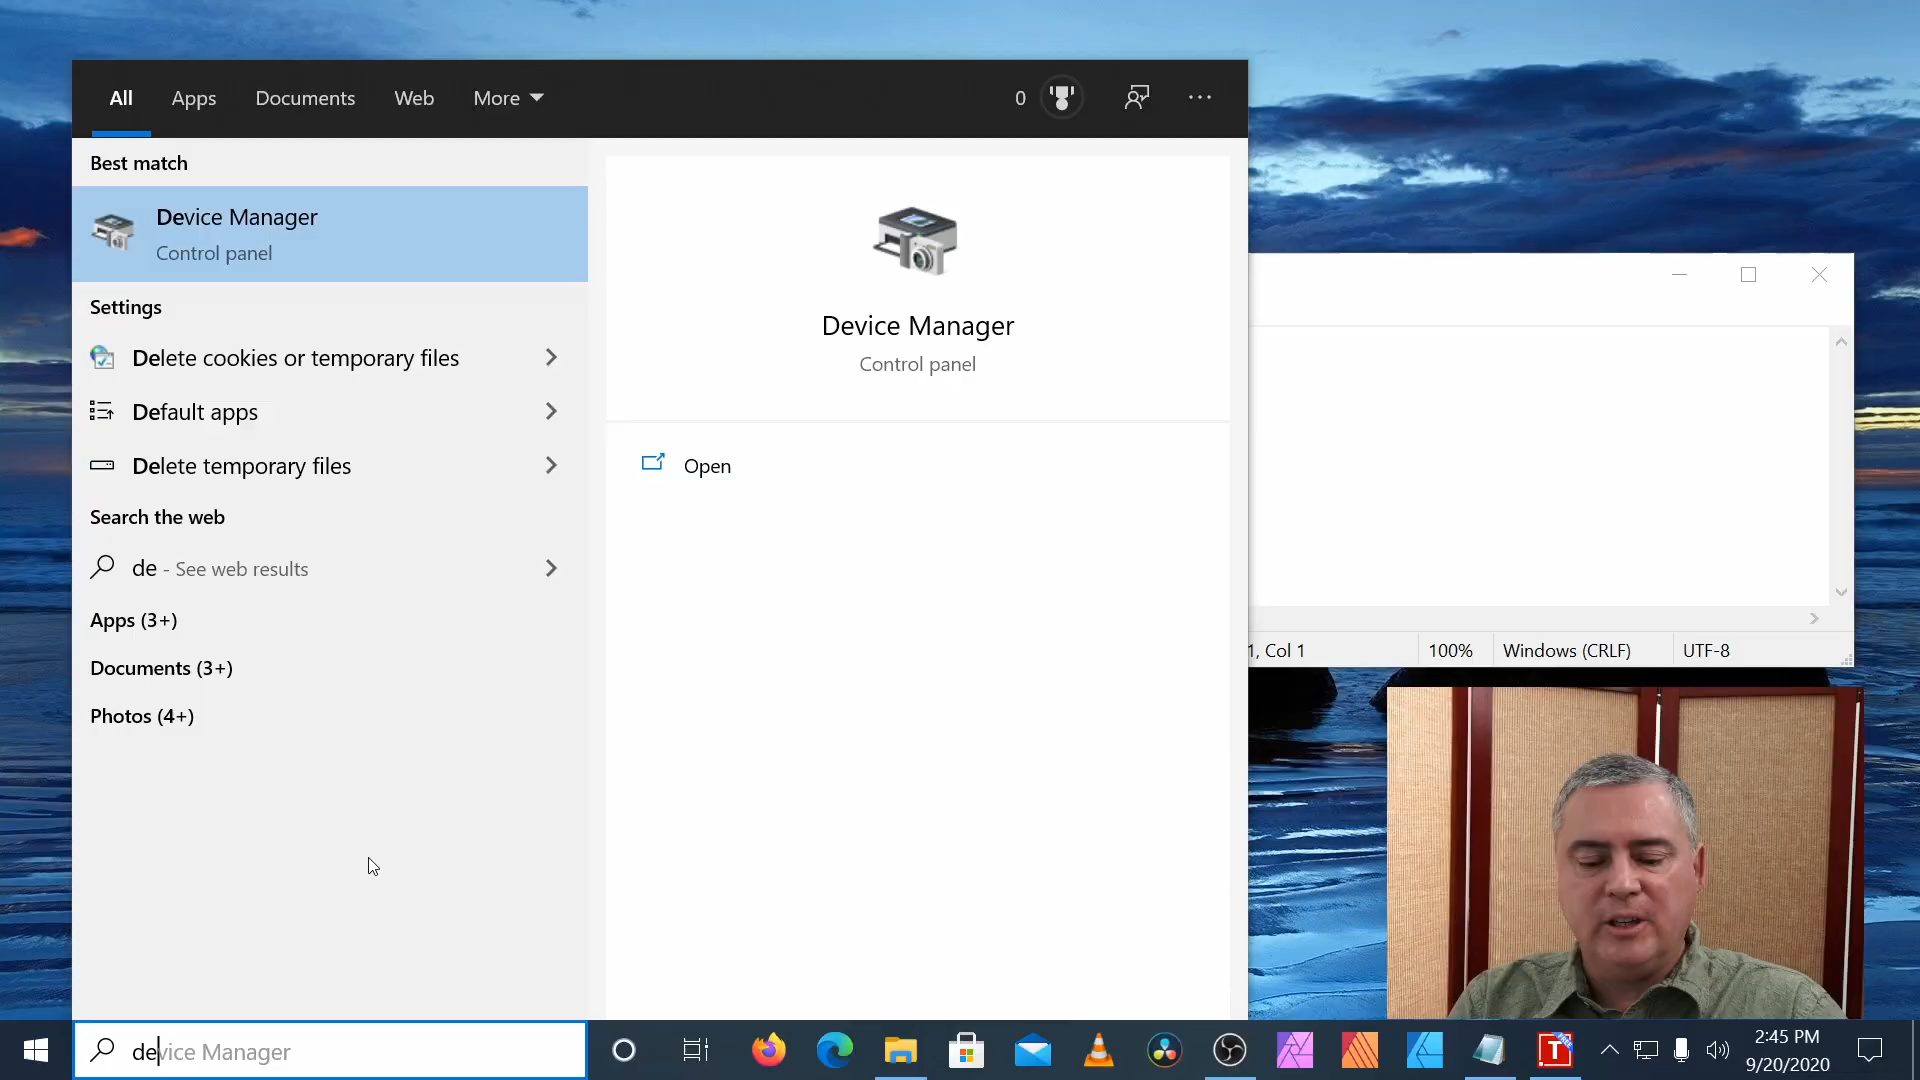 All
Apps
Documents
Web
More
0
Best match
Device Manager
Control panel
Settings
Delete cookies or temporary files
Default apps
Delete temporary files
Search the web
de - See web results
Apps (3+)
Documents (3+)
Photos (4+)
Device Manager
Control panel
Open
1, Col 1
100%
Windows (CRLF)
UTF-8
device Manager
T
2:45 PM
9/20/2020